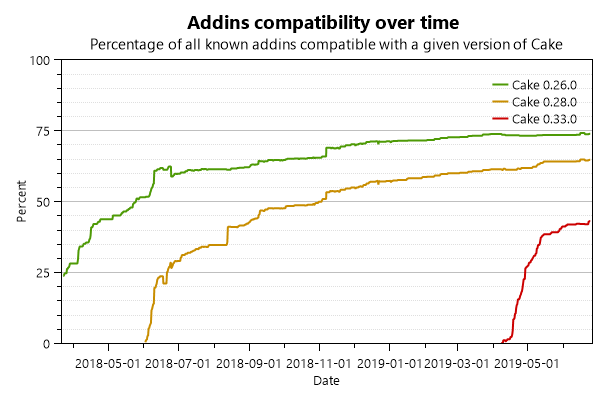 Addins compatibility over time
Percentage of all known addins compatible with a given version of Cake
100
75
50
25
0
Percent
Cake 0.26.0
Cake 0.28.0
Cake 0.33.0
2018-05-01 2018-07-01 2018-09-01 2018-11-01 2019-01-01 2019-03-01 2019-05-01
Date